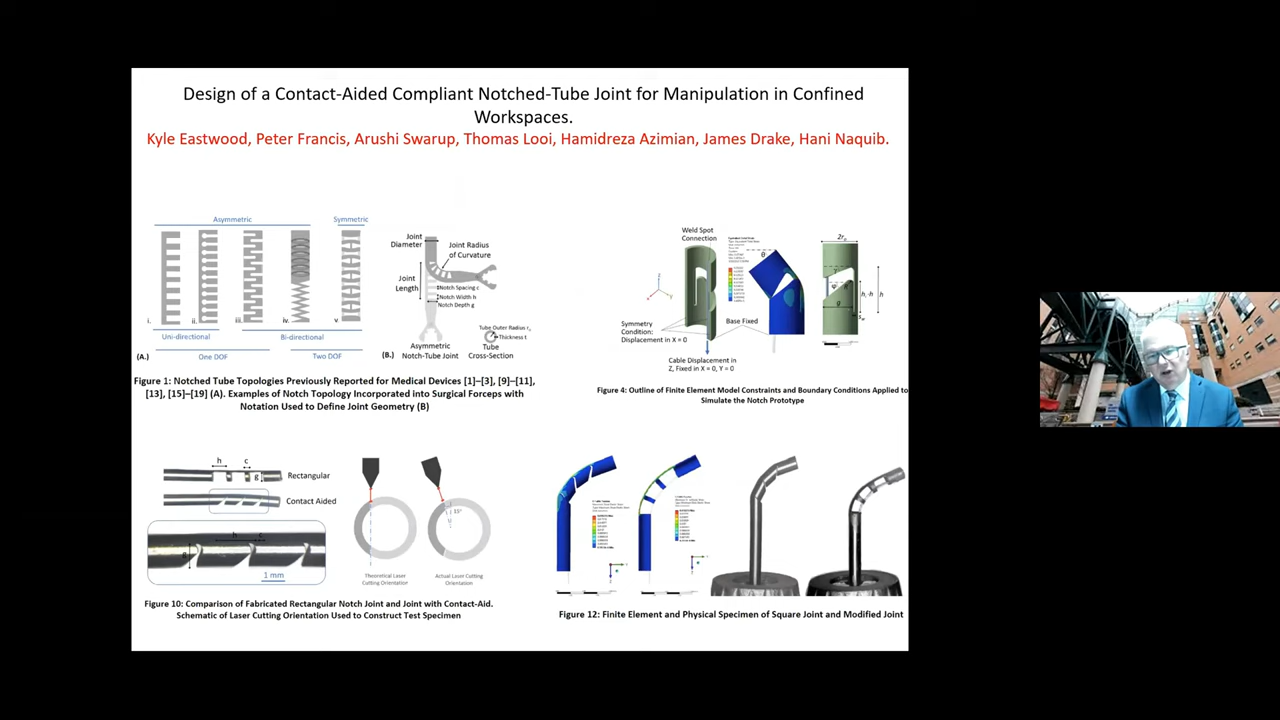 Design of a Contact-Aided Compliant Notched-Tube Joint for Manipulation in Confined
Workspaces.
Kyle Eastwood, Peter Francis, Arushi Swarup, Thomas Looi, Hamidreza Azimian, James Drake, Hani Naquib.
Asymmetric
Symmetric
i.
ii.
iii.
iv.
v.
Uni-directional
Bi-directional
(A.)
One DOF
Two DOF
Joint
Diameter
Joint Radius
of Curvature
Joint
Length
Notch Spacing c
Notch Width h
Notch Depth g
Tube Outer Radius r
Thickness t
Tube
Cross-Section
(B.)
Asymmetric
Notch-Tube Joint
Figure 1: Notched Tube Topologies Previously Reported for Medical Devices [1]–[3], [9]–[11],
[13], [15]–[19] (A). Examples of Notch Topology Incorporated into Surgical Forceps with
Notation Used to Define Joint Geometry (B)
Weld Spot
Connection
Symmetry
Condition:
Displacement in X = 0
Base Fixed
Cable Displacement in
Z, Fixed in X = 0, Y = 0
h
g
Figure 4: Outline of Finite Element Model Constraints and Boundary Conditions Applied to
Simulate the Notch Prototype
h
c
g
Rectangular
Contact Aided
h
c
g
1 mm
15°
Theoretical Laser
Cutting Orientation
Actual Laser Cutting
Orientation
Figure 10: Comparison of Fabricated Rectangular Notch Joint and Joint with Contact-Aid.
Schematic of Laser Cutting Orientation Used to Construct Test Specimen
Figure 12: Finite Element and Physical Specimen of Square Joint and Modified Joint